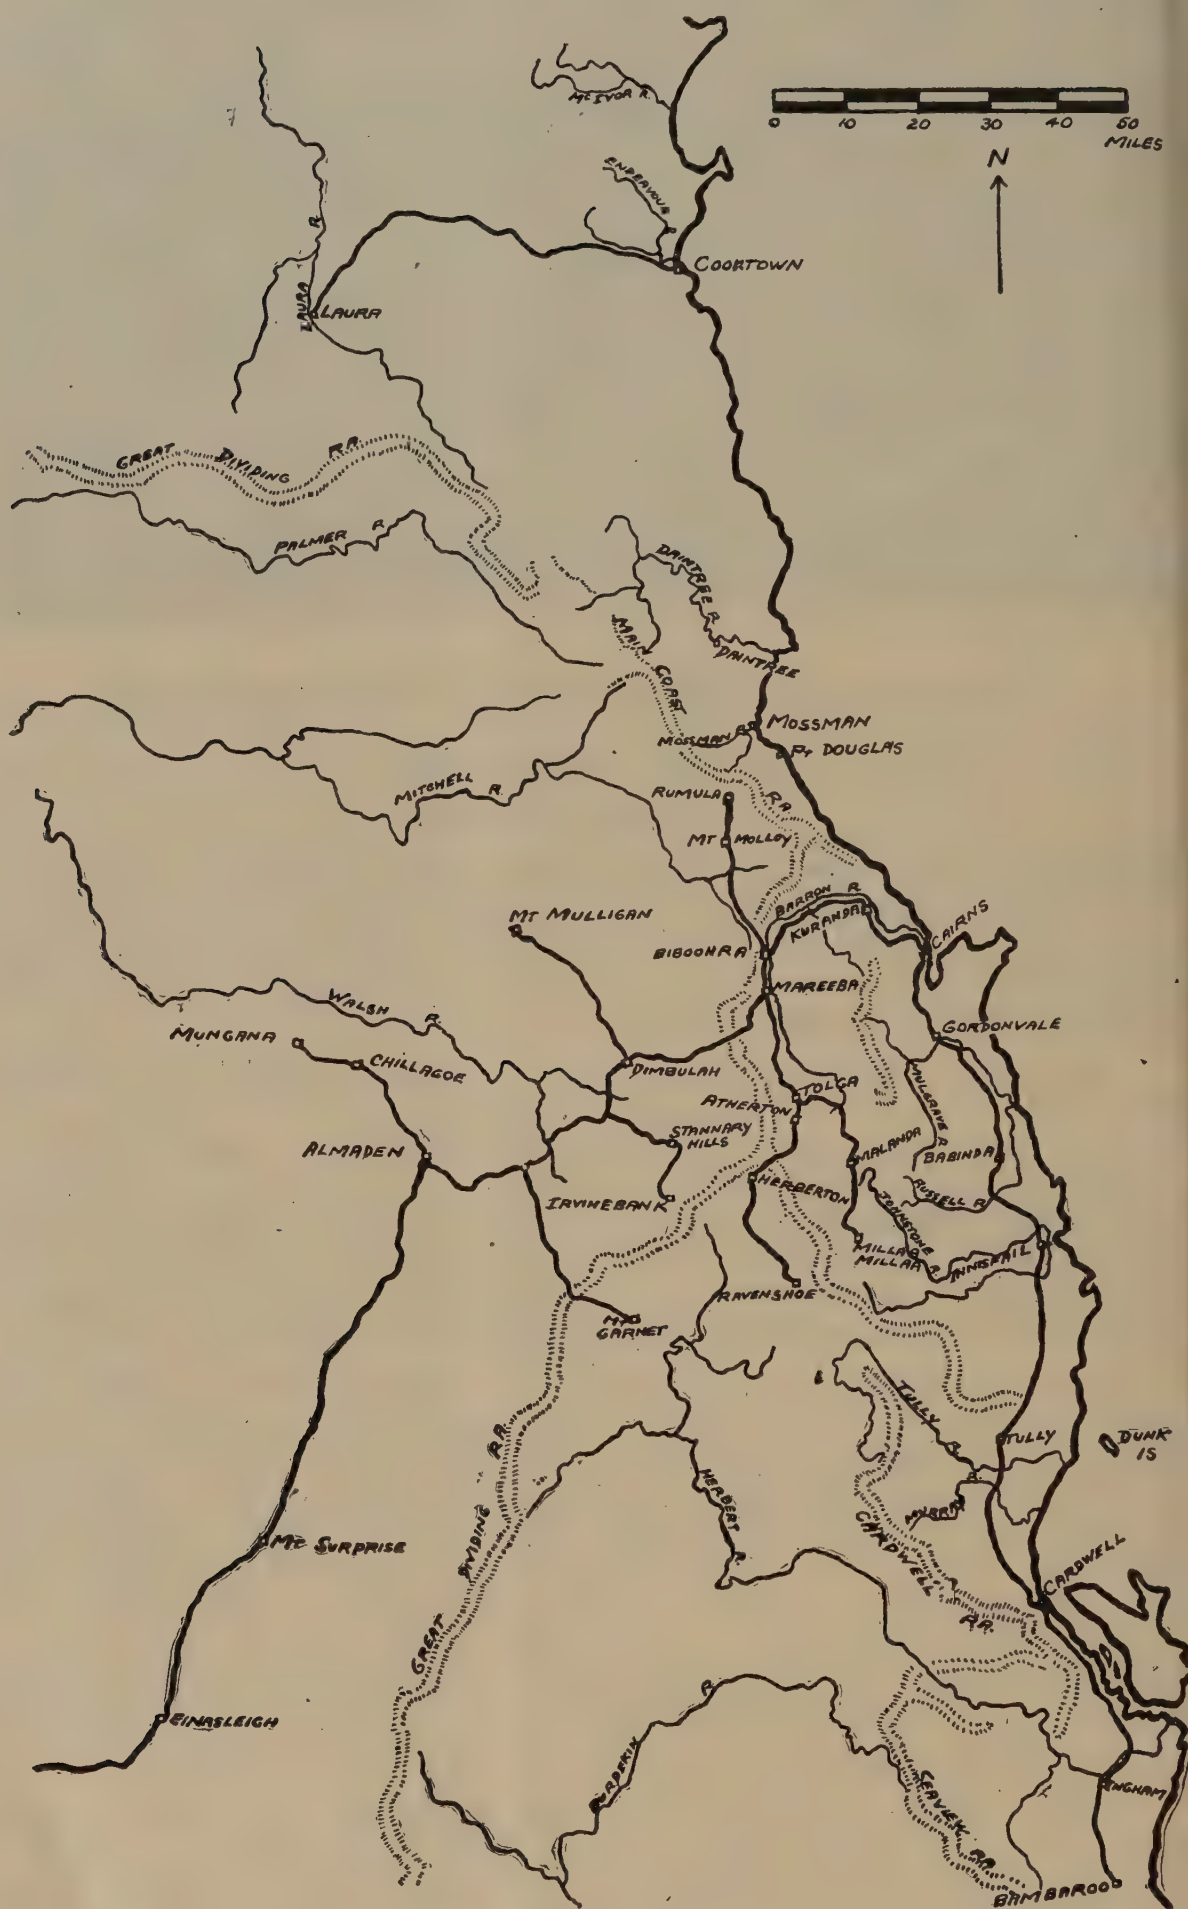 McIVOR R.
0 10 20 30 40 50
MILES
N
ENDEAVOUR R
COOKTOWN
R.
LAURA
LAURA
GREAT DIVIDING RA.
PALMER R.
DAINTREE R.
DAINTREE
MAIN COAST RA.
MOSSMAN
MOSSMAN R
Pt DOUGLAS
MITCHELL R.
RUMULA
MT MOLLOY
BARRON R.
KURANDA
CAIRNS
MT MULLIGAN
BIBOOHRA
MAREEBA
WALSH R.
GORDONVALE
MUNGANA
CHILLAGOE
DIMBULAH
TOLGA
ATHERTON
MULGRAVE R
STANNARY
HILLS
MALANDA
BABINDA
ALMADEN
HERBERTON
RUSSELL R
IRVINEBANK
JOHNSTONE R
MILLAA
MILLAA
INNISFAIL
RAVENSHOE
MT
GARNET
TULLY R.
TULLY
DUNK
IS
DIVIDING RA.
HERBERT R.
MURRAY R.
CARDWELL RA.
CARDWELL
MT SURPRISE
GREAT
EINASLEIGH
BURDEKIN R.
SEAVIEW RA
INGHAM
BAMBAROO